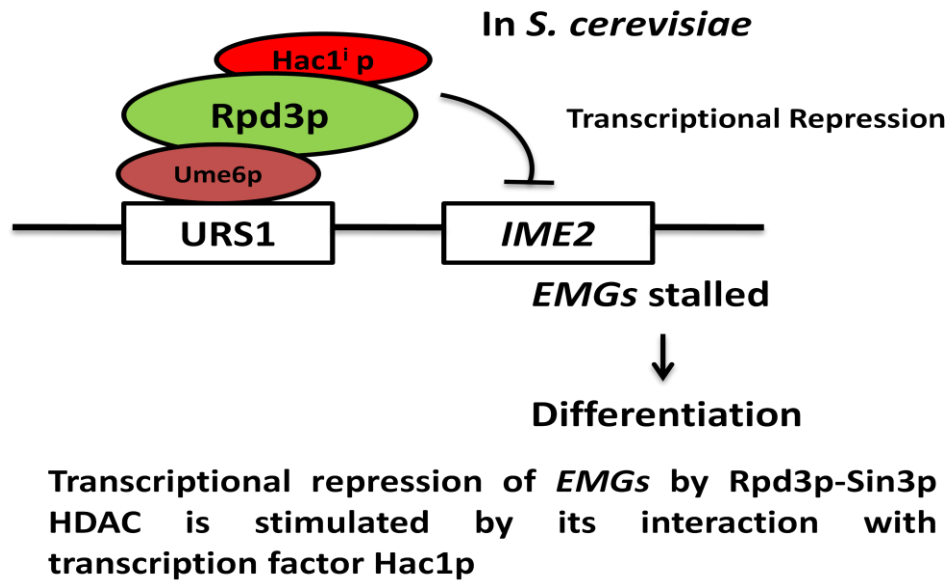 In S. cerevisiae
Hac1ⁱ p
Rpd3p
Transcriptional Repression
Ume6p
URS1
IME2
EMGs stalled
Differentiation
Transcriptional repression of EMGs by Rpd3p-Sin3p
HDAC is stimulated by its interaction with
transcription factor Hac1p